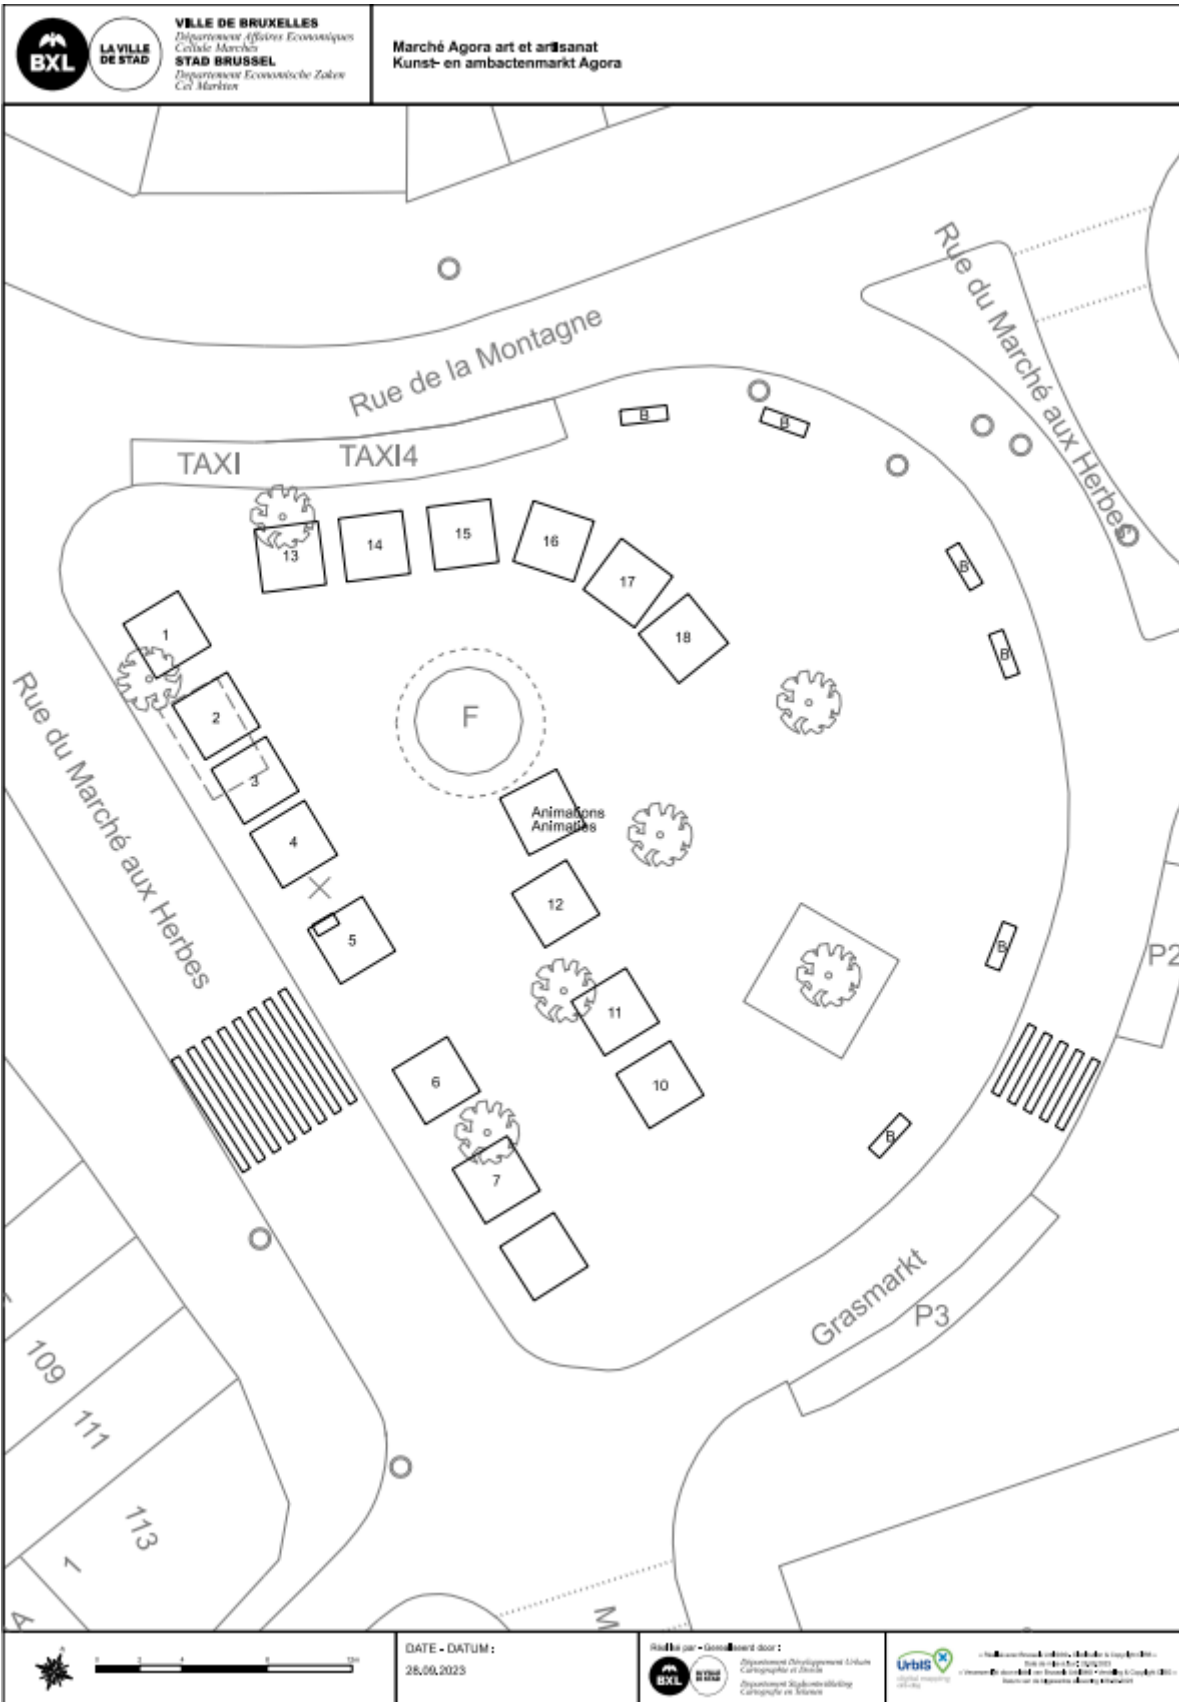 BXL
LA VILLE
DE STAD
VILLE DE BRUXELLES
Département Affaires Economiques
Cellule Marchés
STAD BRUSSEL
Departement Economische Zaken
Cel Markten
Marché Agora art et artisanat
Kunst- en ambactenmarkt Agora
Rue du Marché aux Herbes
Rue de la Montagne
TAXI
TAXI4
B
B
13
14
15
16
17
18
B
B
1
2
3
4
5
F
Rue du Marché aux Herbes
Animations
Animaties
12
11
10
B
P2
6
7
B
Grasmarkt
P3
109
111
113
1
A
M
DATE - DATUM :
28.09.2023
Réalisé par - Gerealiseerd door :
BXL
Département Développement Urbain
Cartographie et Dessin
Departement Stadsontwikkeling
Cartografie en Tekenen
UrbIS
digital mapping